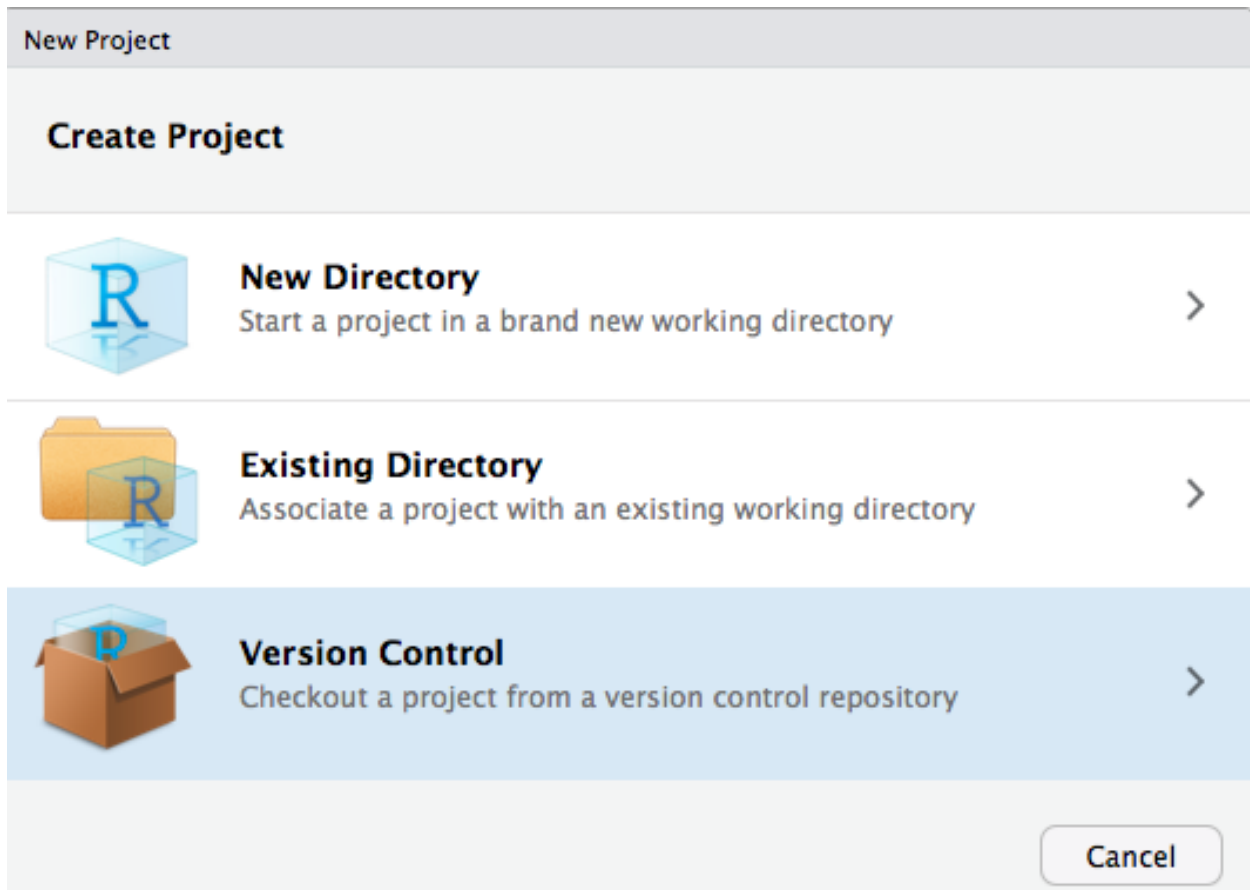 New Project
Create Project
R
New Directory
Start a project in a brand new working directory
R
Existing Directory
Associate a project with an existing working directory
R
Version Control
Checkout a project from a version control repository
Cancel